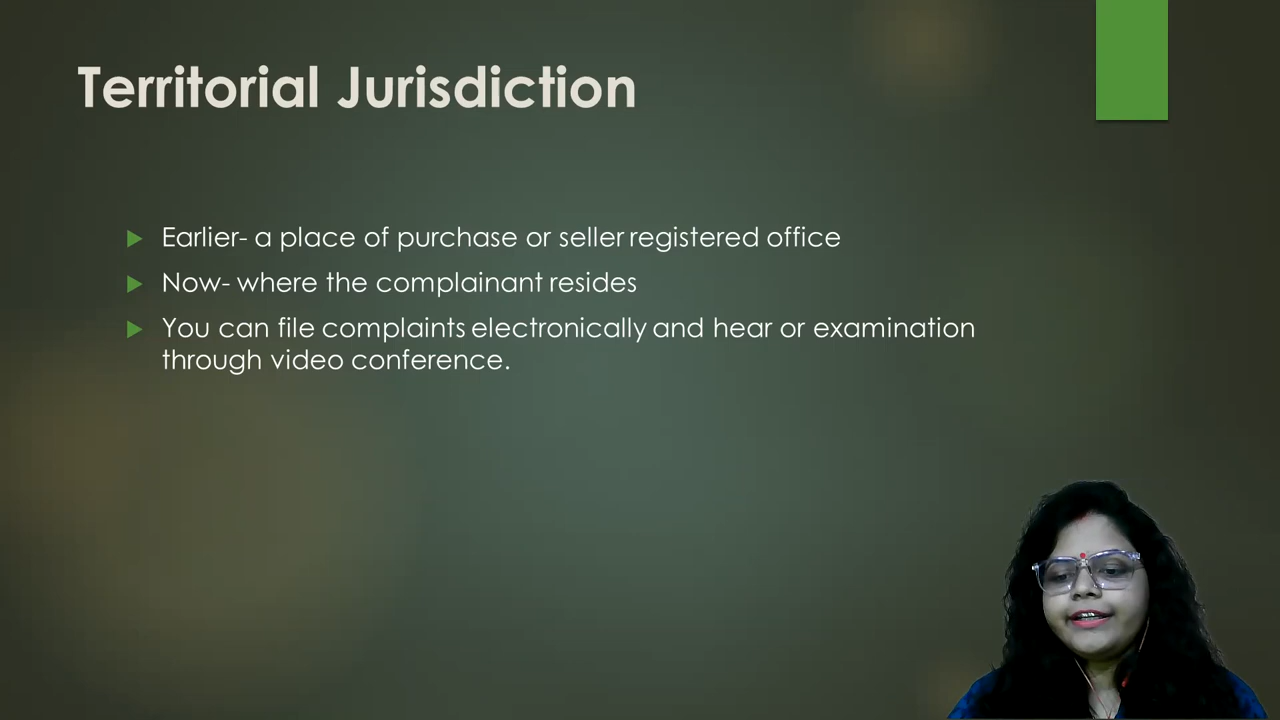 Territorial Jurisdiction
Earlier- a place of purchase or seller registered office
Now- where the complainant resides
You can file complaints electronically and hear or examination
through video conference.